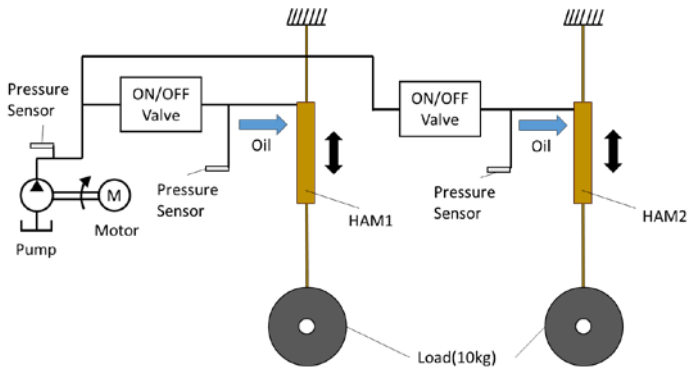 Pressure
Sensor
ON/OFF
Valve
Oil
Pressure
Sensor
M
Motor
Pump
HAM1
ON/OFF
Valve
Oil
Pressure
Sensor
HAM2
Load(10kg)